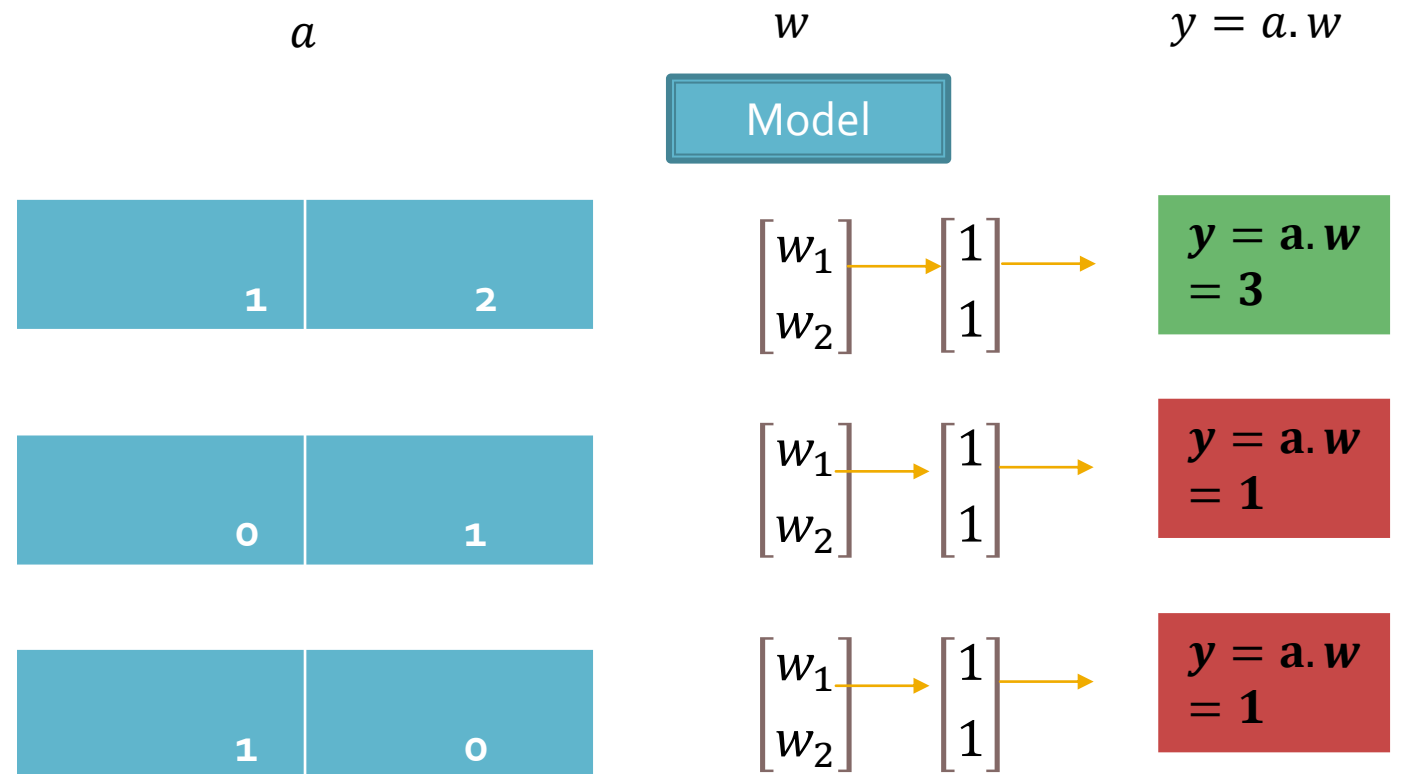 a w y = a. w
Model
1 2 [w₁ w₂] [1 1] y = a. w
= 3
0 1 [w₁ w₂] [1 1] y = a. w
= 1
1 0 [w₁ w₂] [1 1] y = a. w
= 1